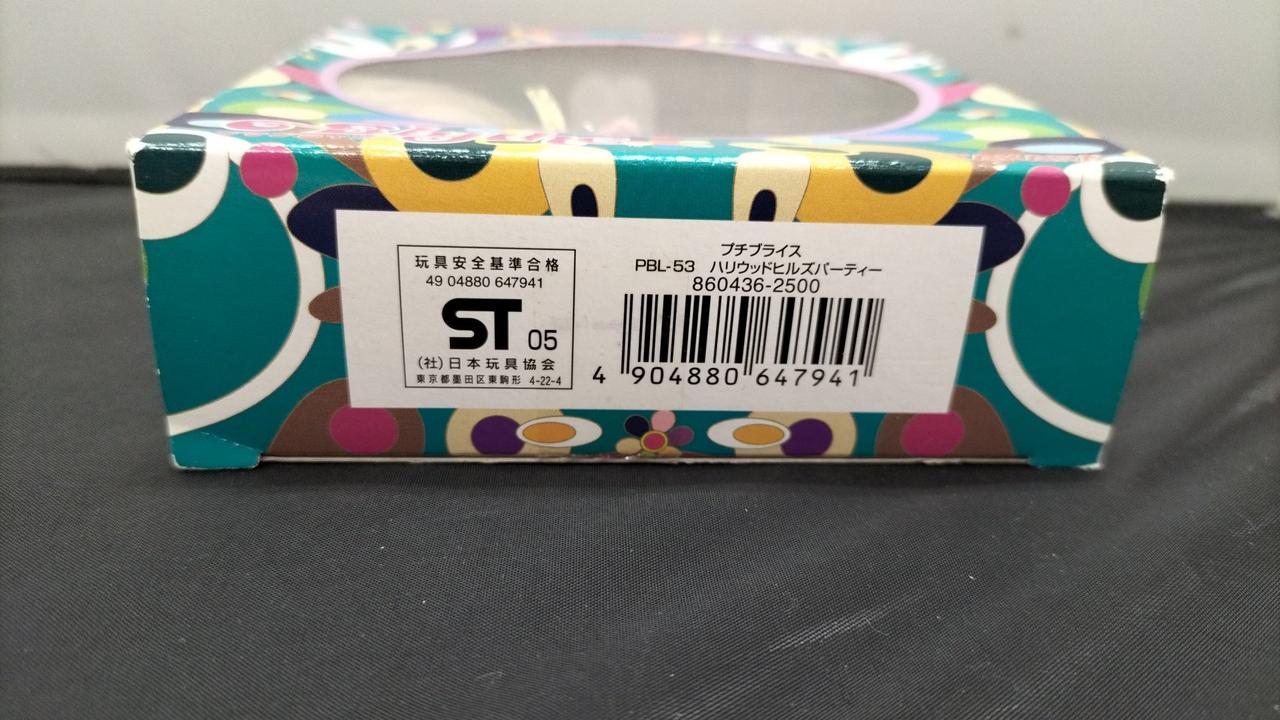 玩具安全基準合格
49 04880 647941
ST 05
(社)日本玩具協会
東京都墨田区東駒形 4-22-4
プチブライス
PBL-53 ハリウッドヒルズパーティー
860436-2500
4 904880 647941